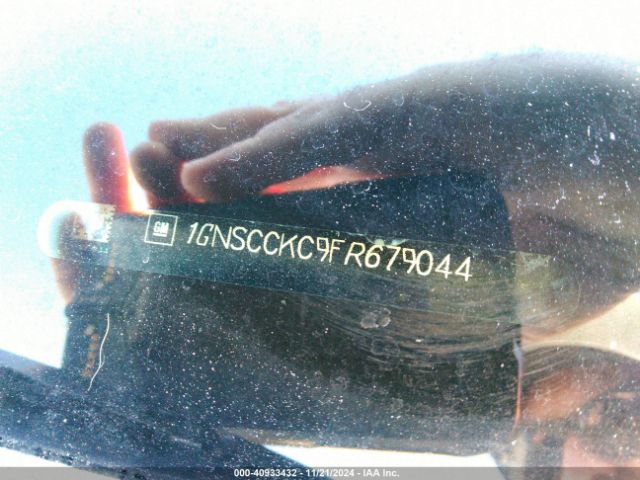 GM 1GNSCCKC9FR679044
000-40933432 - 11/21/2024 - IAA Inc.